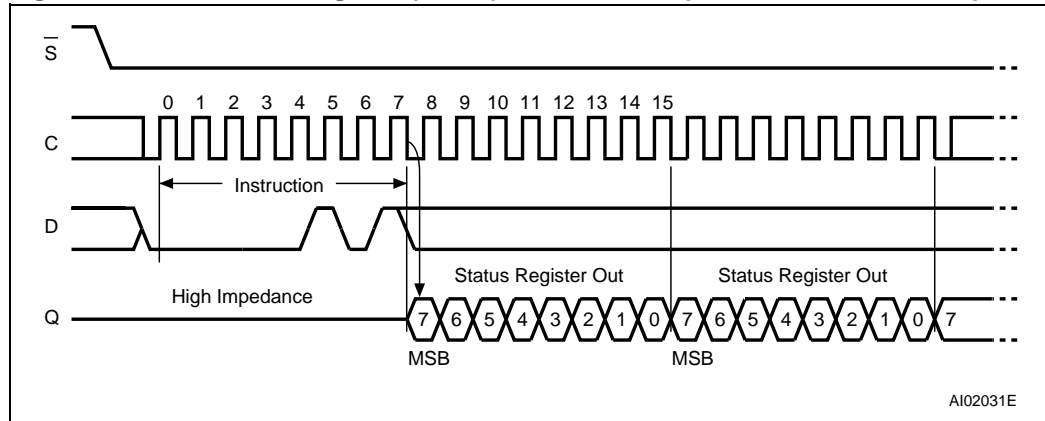 S
0 1 2 3 4 5 6 7 8 9 10 11 12 13 14 15
C
Instruction
D
Status Register Out Status Register Out
High Impedance
Q 7 6 5 4 3 2 1 0 7 6 5 4 3 2 1 0 7
MSB MSB
AI02031E